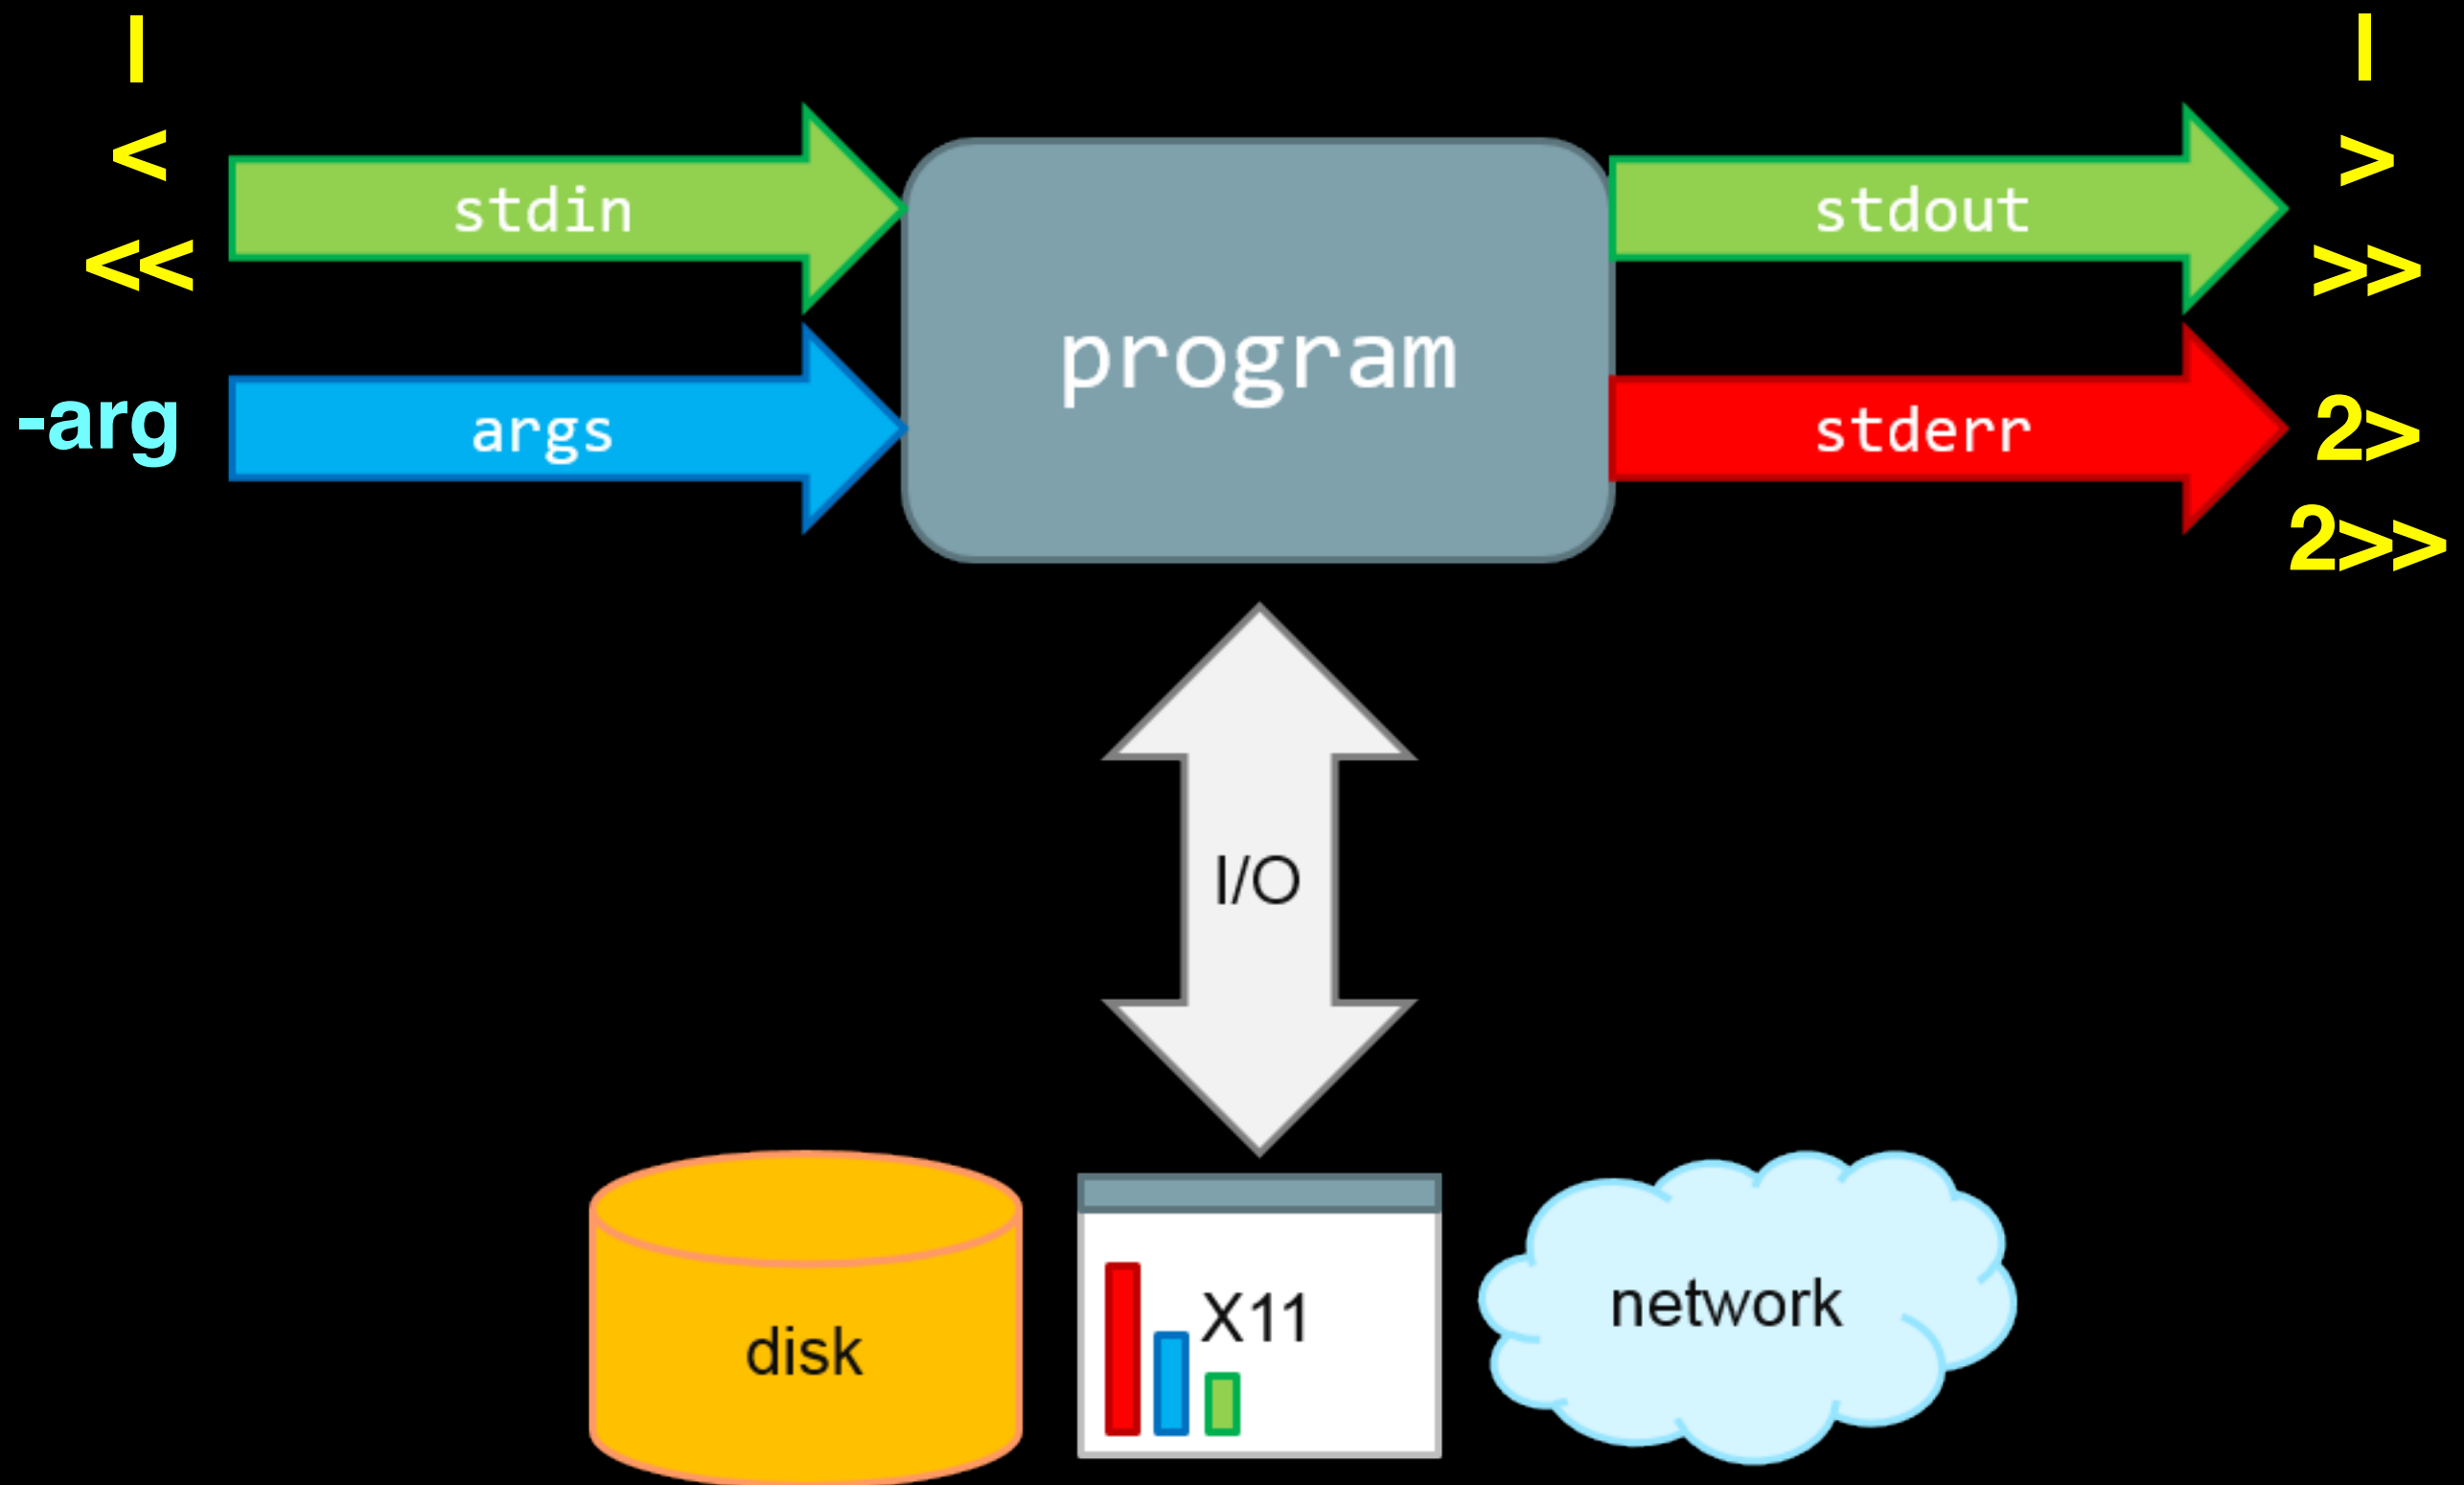 |
|
<
>
stdin
stdout
<<
>>
program
-arg
args
stderr
2>
2>>
I/O
X11
network
disk